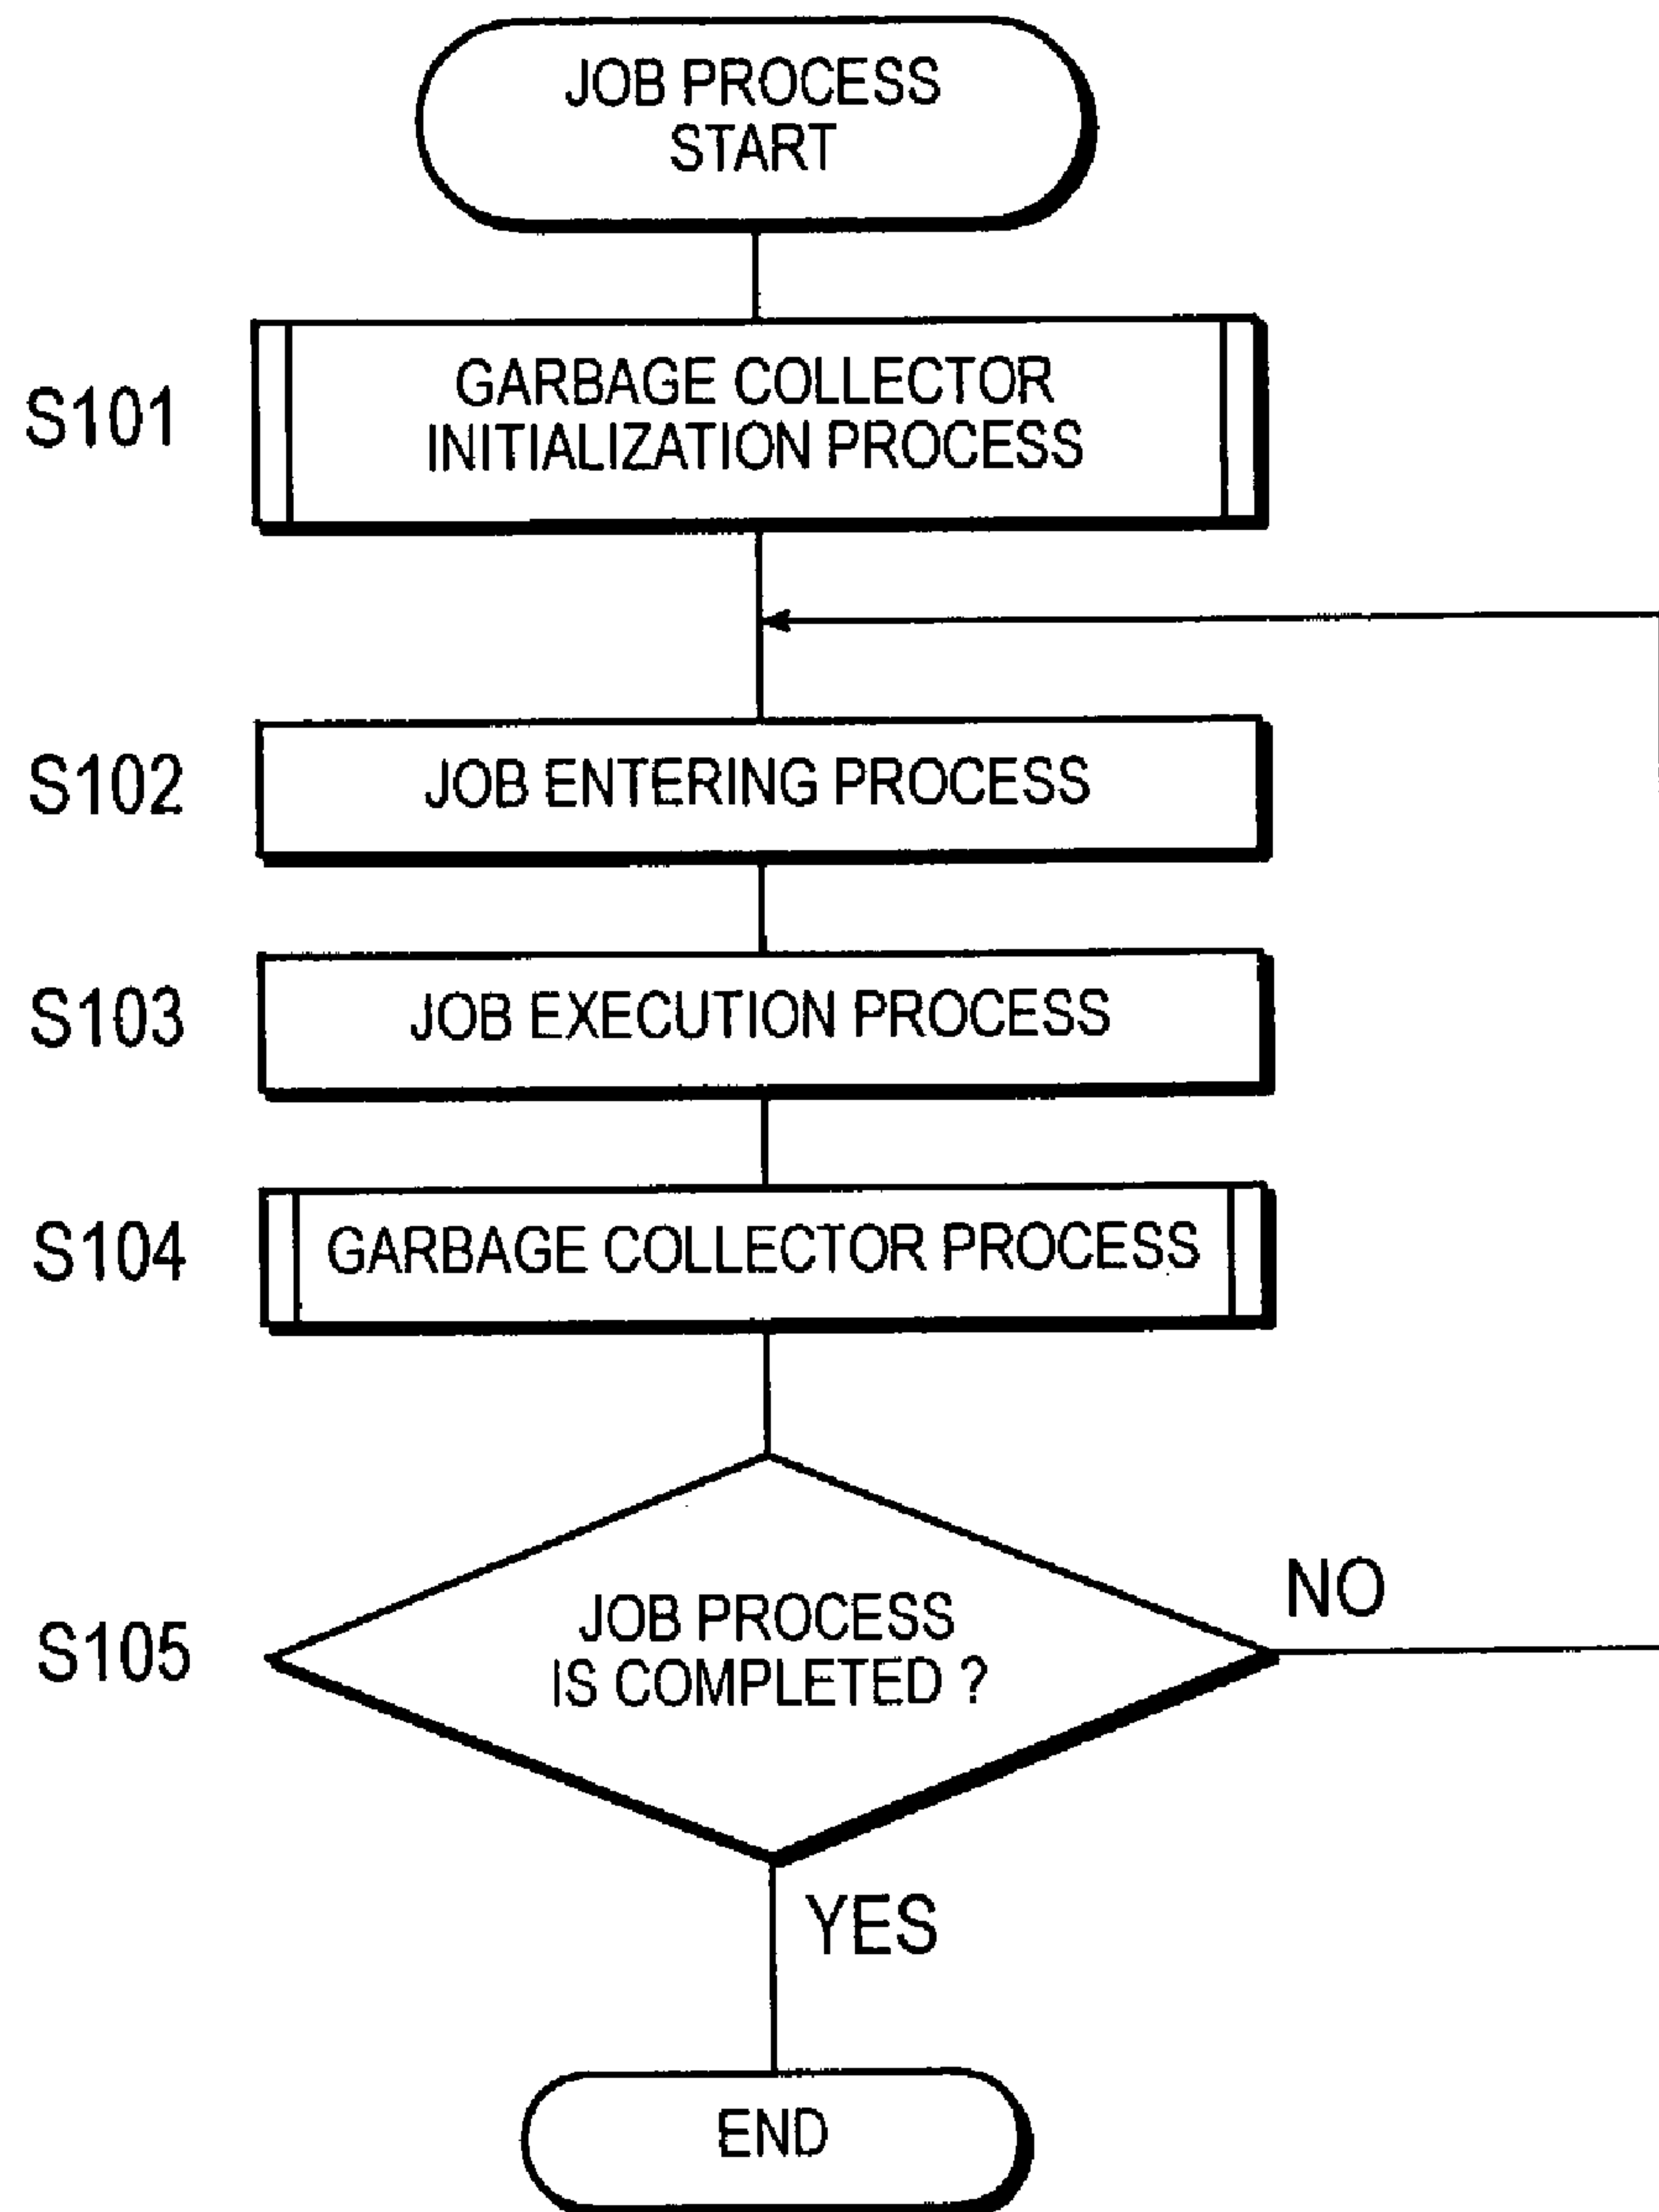 JOB PROCESS
START
S101
GARBAGE COLLECTOR
INITIALIZATION PROCESS
S102
JOB ENTERING PROCESS
S103
JOB EXECUTION PROCESS
S104
GARBAGE COLLECTOR PROCESS
S105
JOB PROCESS
IS COMPLETED ?
NO
YES
END